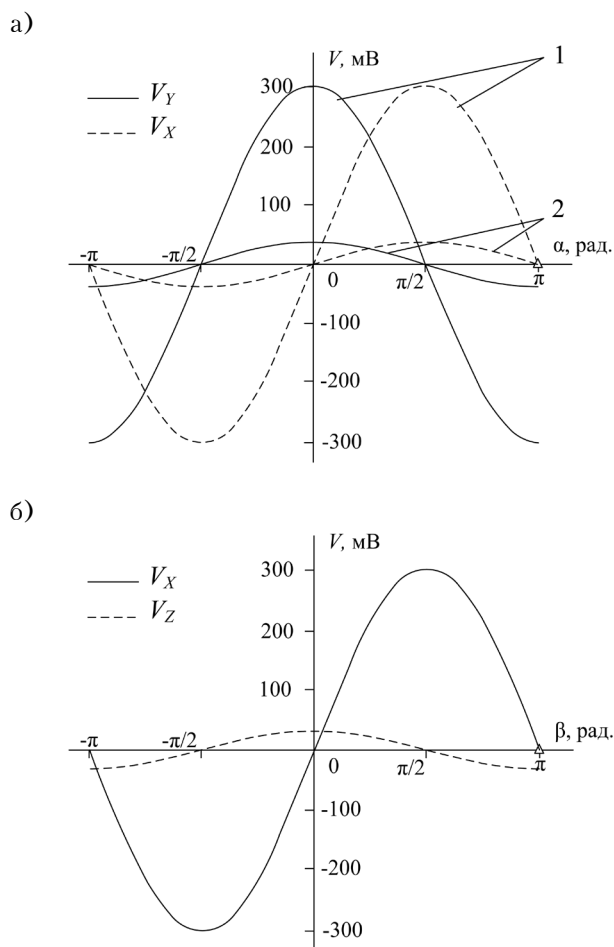 а)
V, мВ
1
V_Y
V_X
300
200
100
2
-π
-π/2
α, рад.
0
π/2
π
-100
-200
-300
б)
V, мВ
V_X
V_Z
300
200
100
-π
-π/2
β, рад.
0
π/2
π
-100
-200
-300